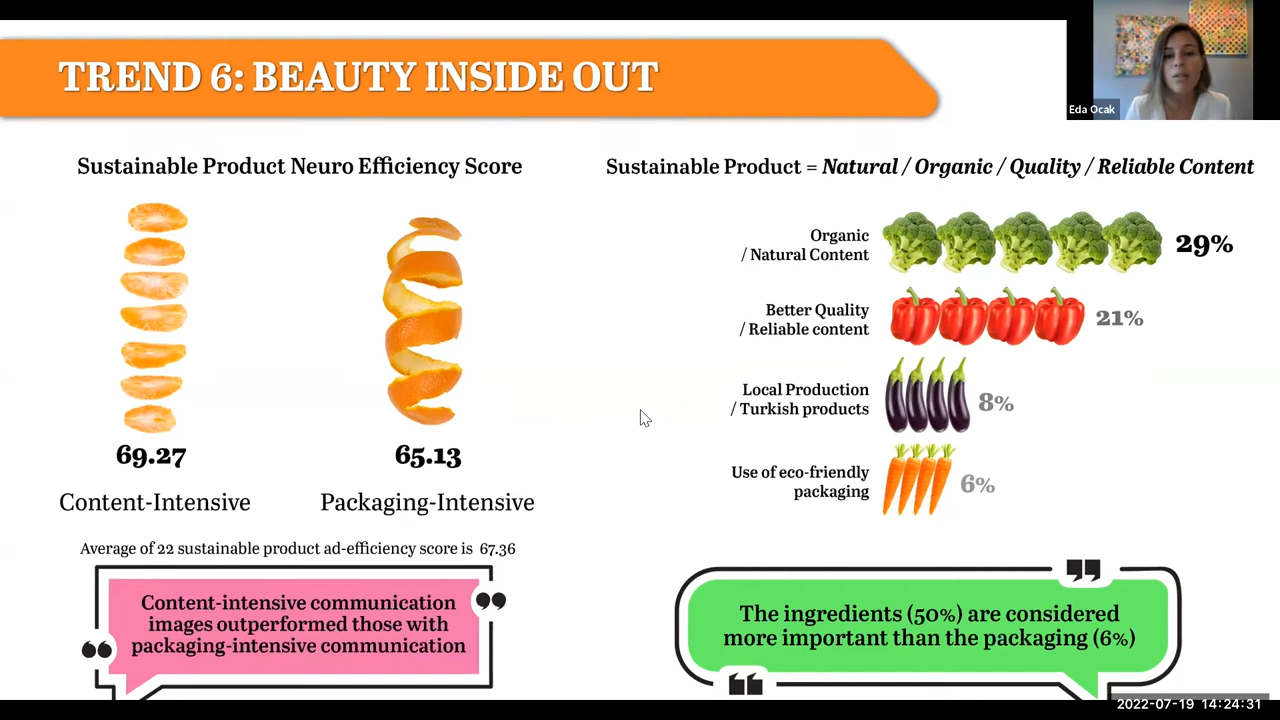 TREND 6: BEAUTY INSIDE OUT
Eda Ocak
Sustainable Product Neuro Efficiency Score
69.27
Content-Intensive
65.13
Packaging-Intensive
Average of 22 sustainable product ad-efficiency score is 67.36
Content-intensive communication
images outperformed those with
packaging-intensive communication
Sustainable Product = Natural / Organic / Quality / Reliable Content
Organic
/ Natural Content
29%
Better Quality
/ Reliable content
21%
Local Production
/ Turkish products
8%
Use of eco-friendly
packaging
6%
The ingredients (50%) are considered
more important than the packaging (6%)
2022-07-19 14:24:31